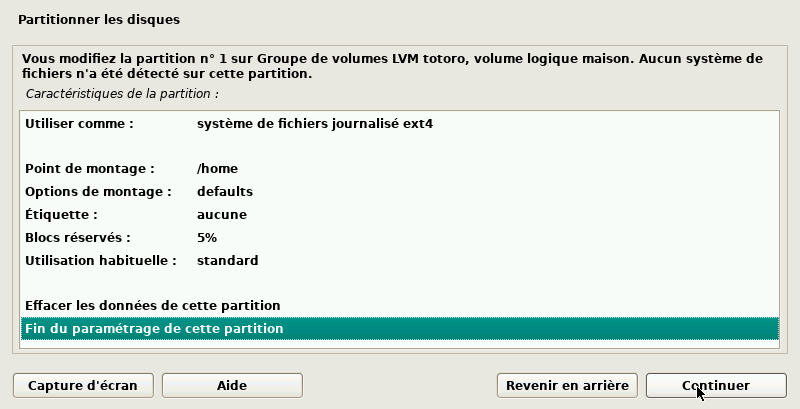 Partitionner les disques
Vous modifiez la partition n° 1 sur Groupe de volumes LVM totoro, volume logique maison. Aucun système de
fichiers n'a été détecté sur cette partition.
Caractéristiques de la partition :
Utiliser comme : système de fichiers journalisé ext4
Point de montage : /home
Options de montage : defaults
Étiquette : aucune
Blocs réservés : 5%
Utilisation habituelle : standard
Effacer les données de cette partition
Fin du paramétrage de cette partition
Capture d'écran Aide Revenir en arrière Continuer